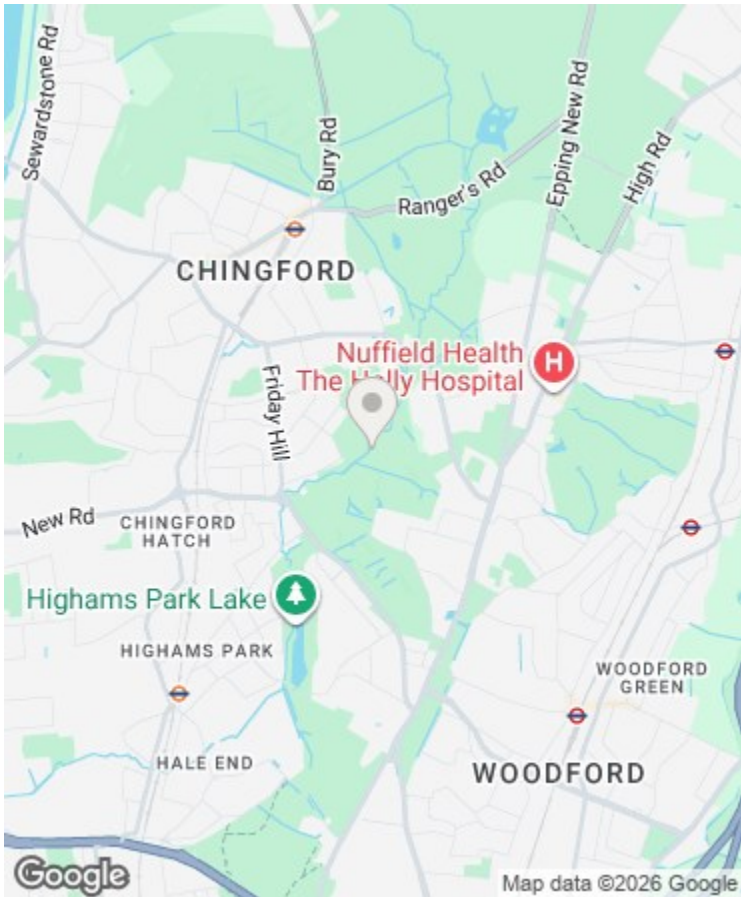 Sewardstone Rd
Bury Rd
Epping New Rd
High Rd
Ranger's Rd
CHINGFORD
Nuffield Health
The Holly Hospital
H
Friday Hill
New Rd
CHINGFORD
HATCH
Highams Park Lake
HIGHAMS PARK
WOODFORD
GREEN
HALE END
WOODFORD
Google
Map data ©2026 Google